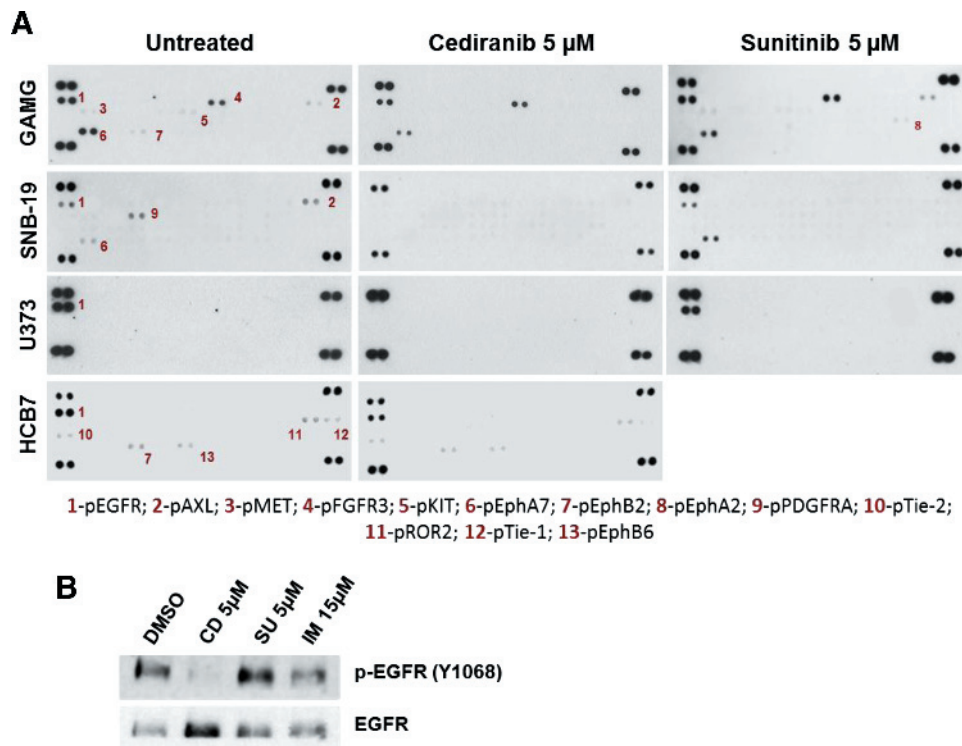 A
Untreated
Cediranib 5 µM
Sunitinib 5 µM
GAMG
1
3
4
2
5
6
7
8
SNB-19
1
9
2
6
U373
1
HCB7
1
10
11
12
7
13
1-pEGFR; 2-pAXL; 3-pMET; 4-pFGFR3; 5-pKIT; 6-pEphA7; 7-pEphB2; 8-pEphA2; 9-pPDGFRA; 10-pTie-2;
11-pROR2; 12-pTie-1; 13-pEphB6
B
DMSO
CD 5µM
SU 5µM
IM 15µM
p-EGFR (Y1068)
EGFR